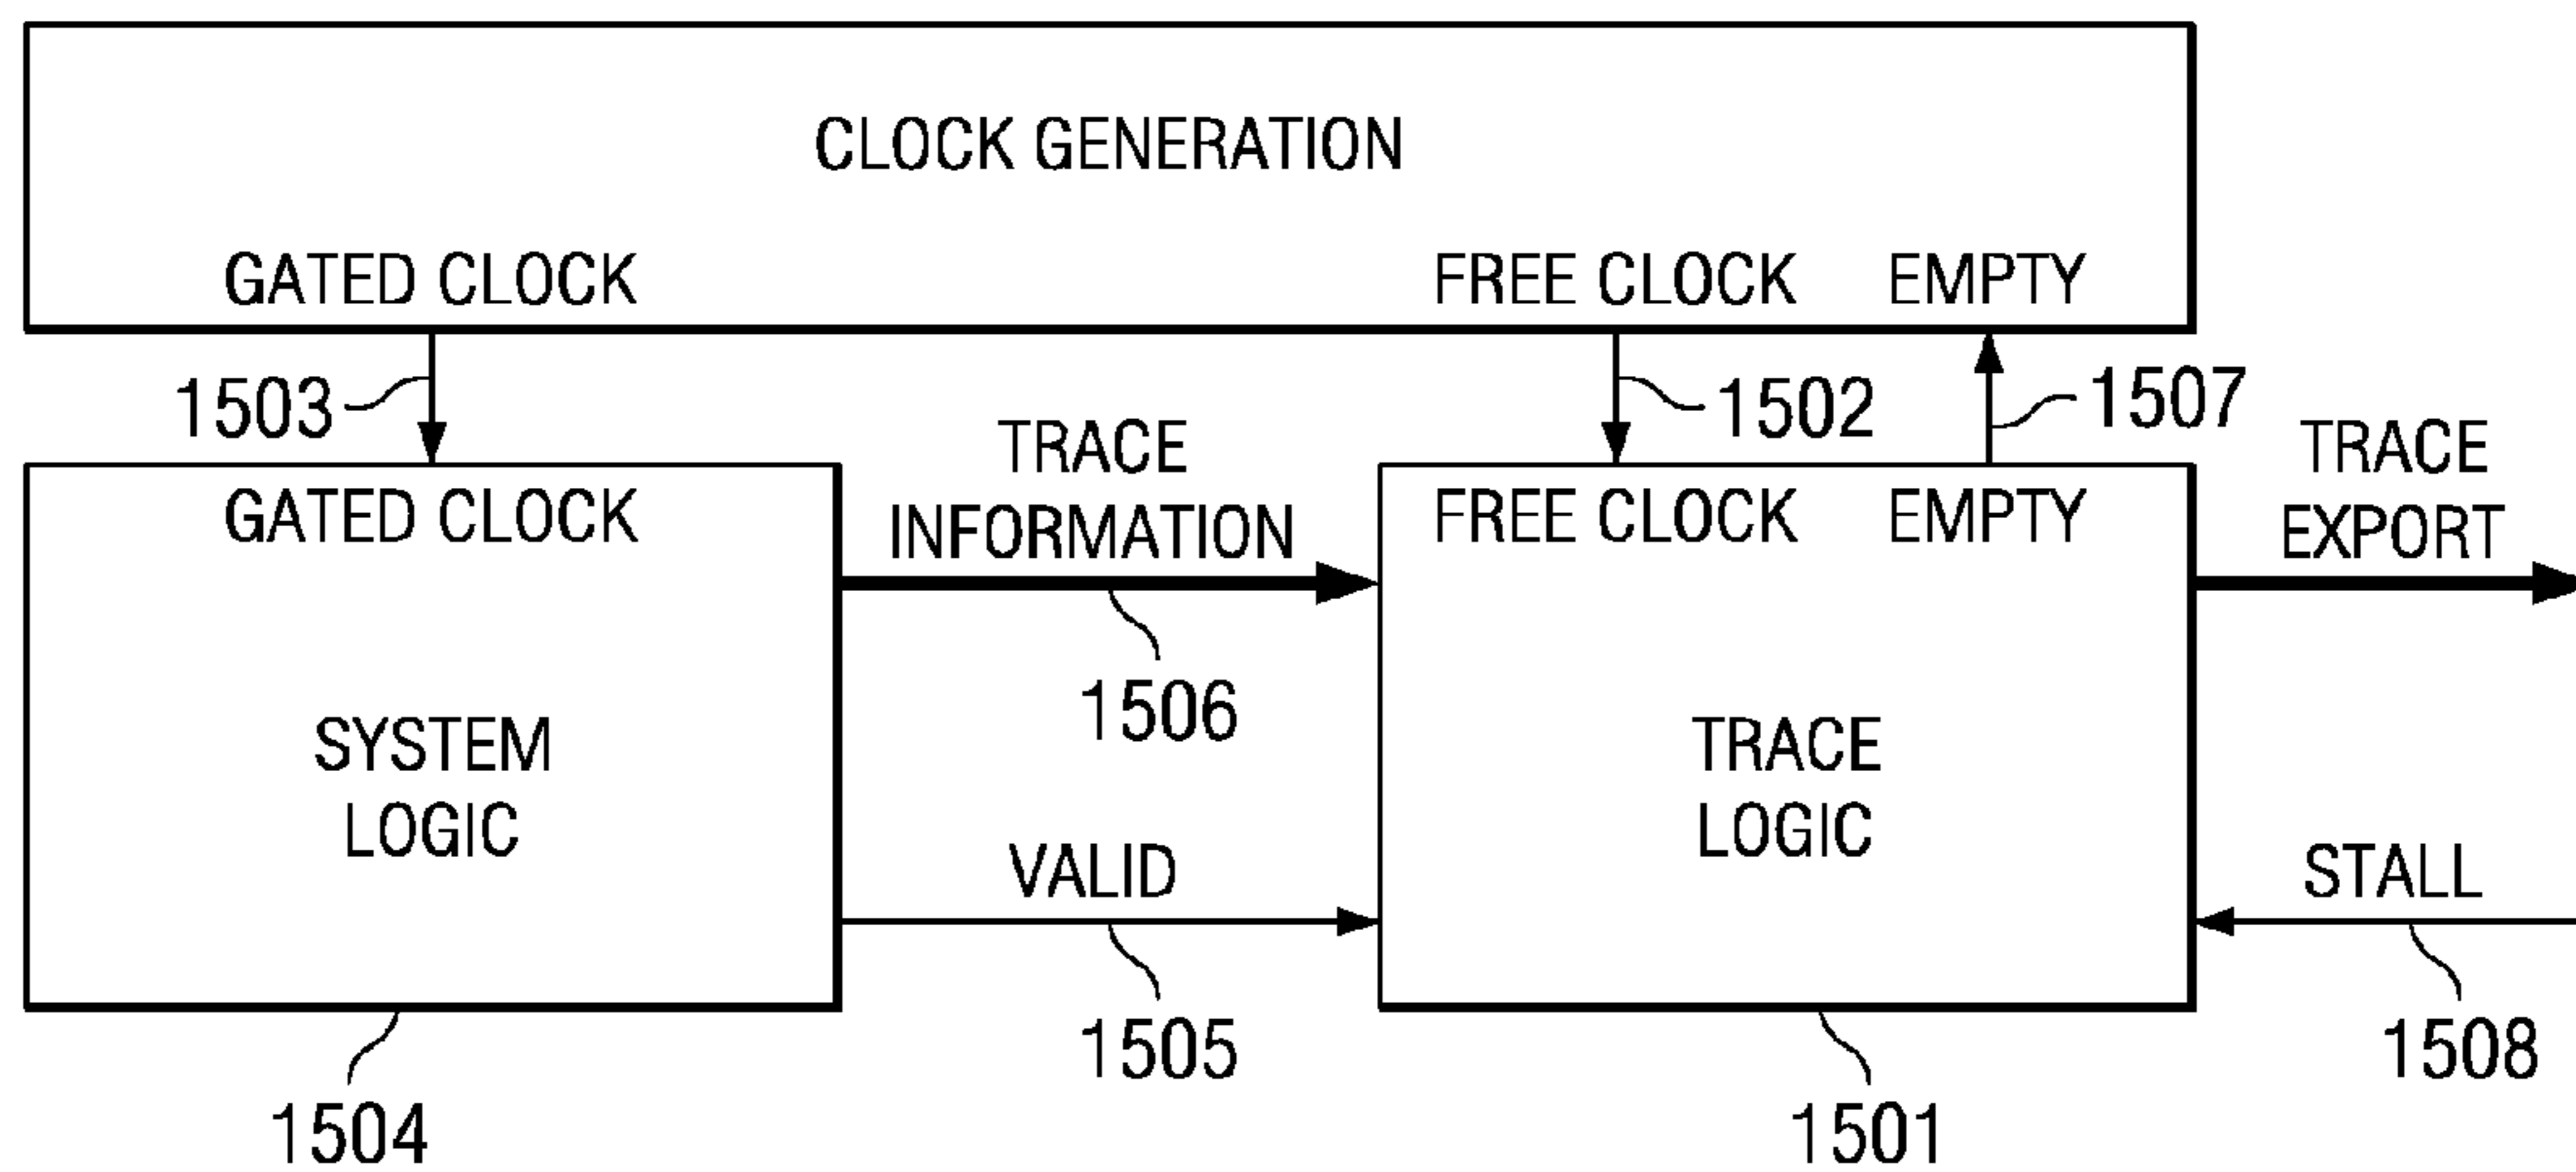 CLOCK GENERATION
GATED CLOCK
FREE CLOCK
EMPTY
1503
1502
1507
TRACE
INFORMATION
TRACE
EXPORT
GATED CLOCK
FREE CLOCK
EMPTY
1506
SYSTEM
LOGIC
TRACE
LOGIC
VALID
STALL
1505
1508
1504
1501